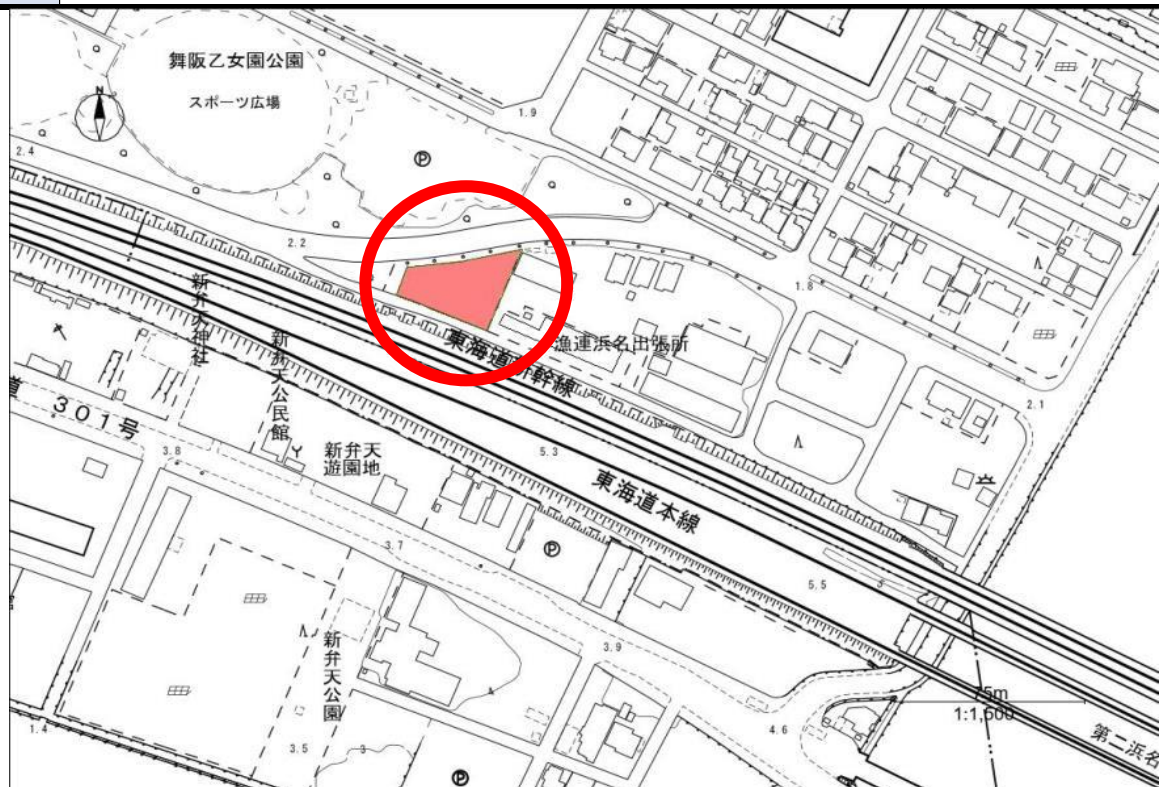 舞阪乙女園公園
スポーツ広場
N
1.9
P
2.4
2.2
1.8
新弁天神社
新弁天公民館
東海道新幹線
漁連浜名出張所
2.1
道 301号
3.8
新弁天
遊園地
5.3
東海道本線
3.7
P
5.5
新弁天公園
3.9
75m
1:1,500
4.6
第二浜名
1.4
3.5
3
P